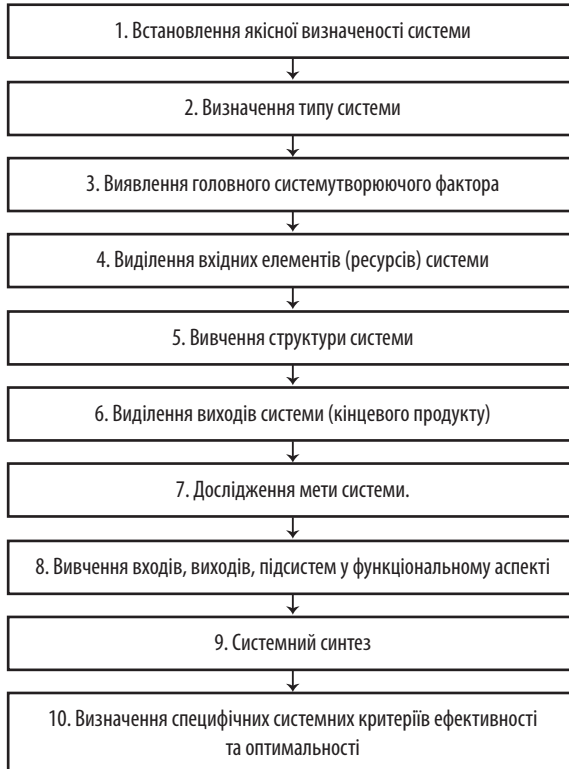 1. Встановлення якісної визначеності системи
2. Визначення типу системи
3. Виявлення головного системутворюючого фактора
4. Виділення вхідних елементів (ресурсів) системи
5. Вивчення структури системи
6. Виділення виходів системи (кінцевого продукту)
7. Дослідження мети системи.
8. Вивчення входів, виходів, підсистем у функціональному аспекті
9. Системний синтез
10. Визначення специфічних системних критеріїв ефективності
та оптимальності